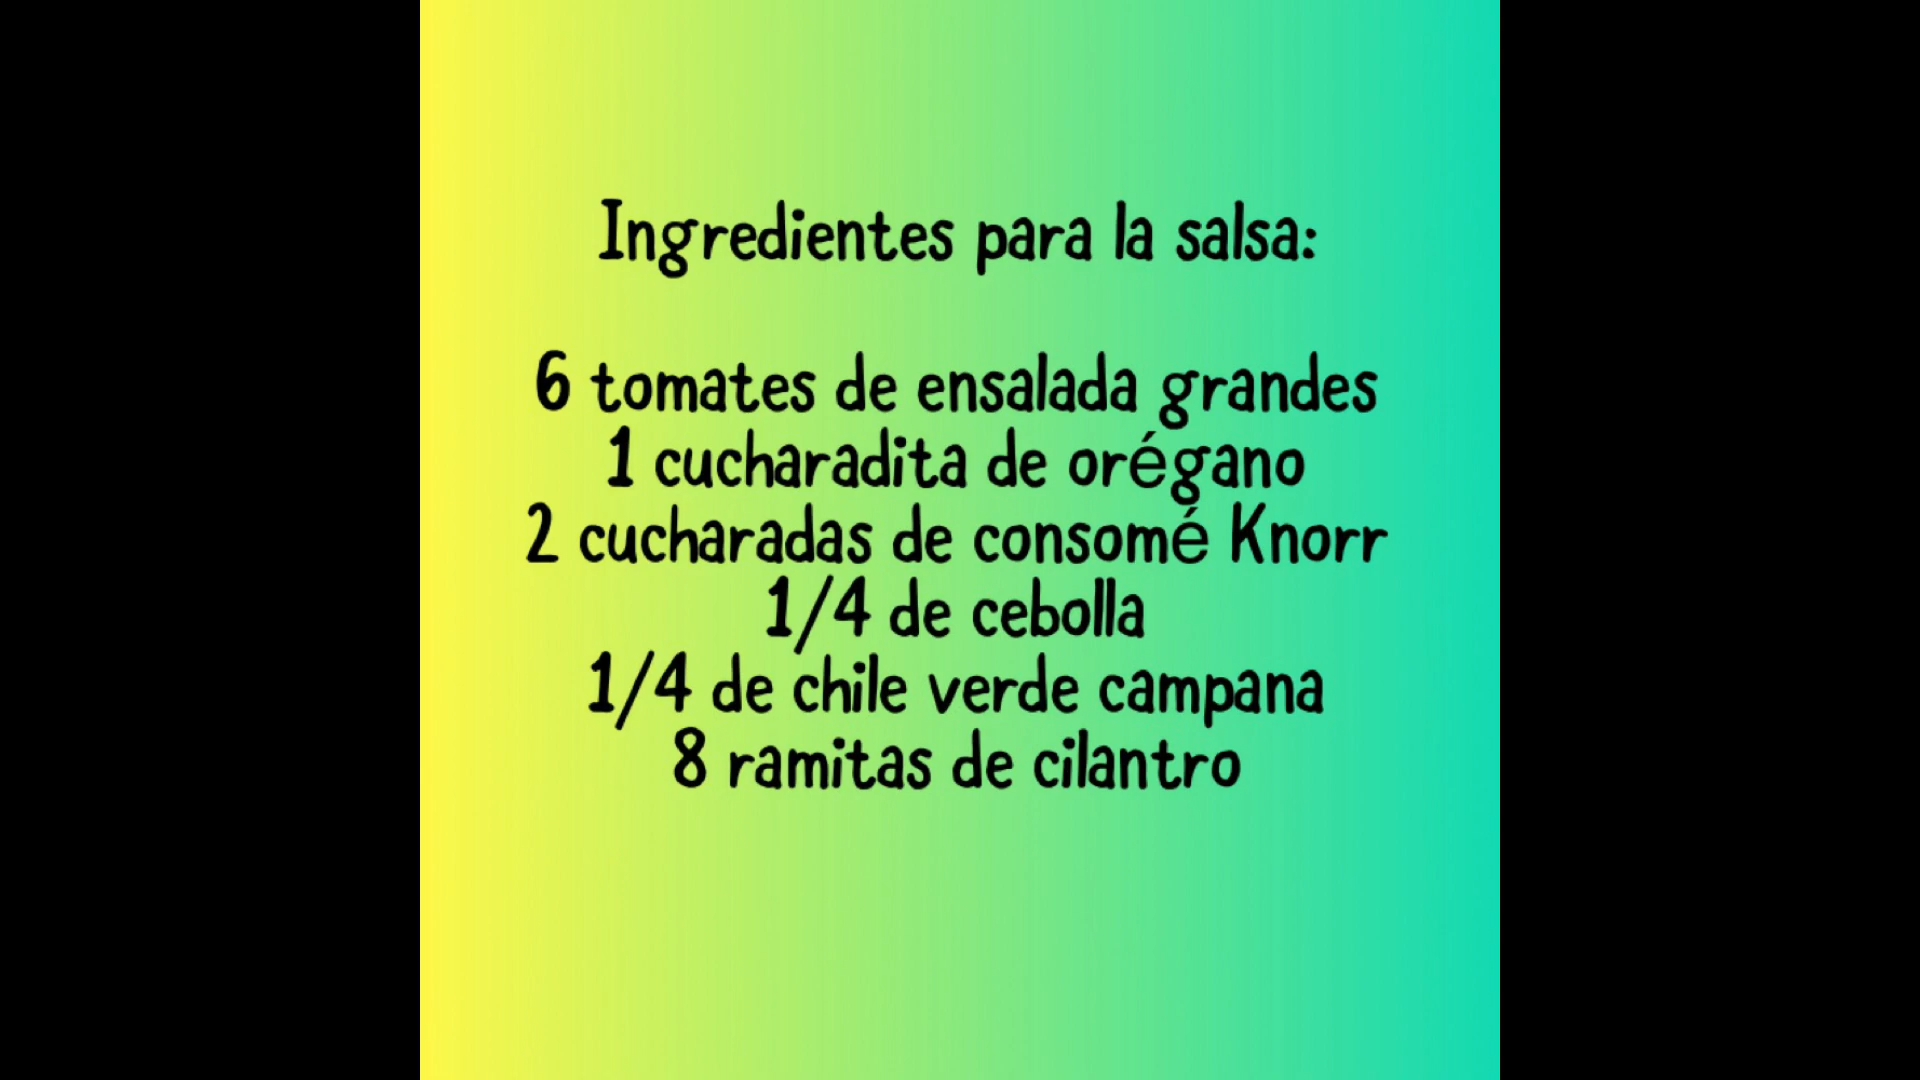 Ingredientes para la salsa:
6 tomates de ensalada grandes
1 cucharadita de orégano
2 cucharadas de consomé Knorr
1/4 de cebolla
1/4 de chile verde campana
8 ramitas de cilantro